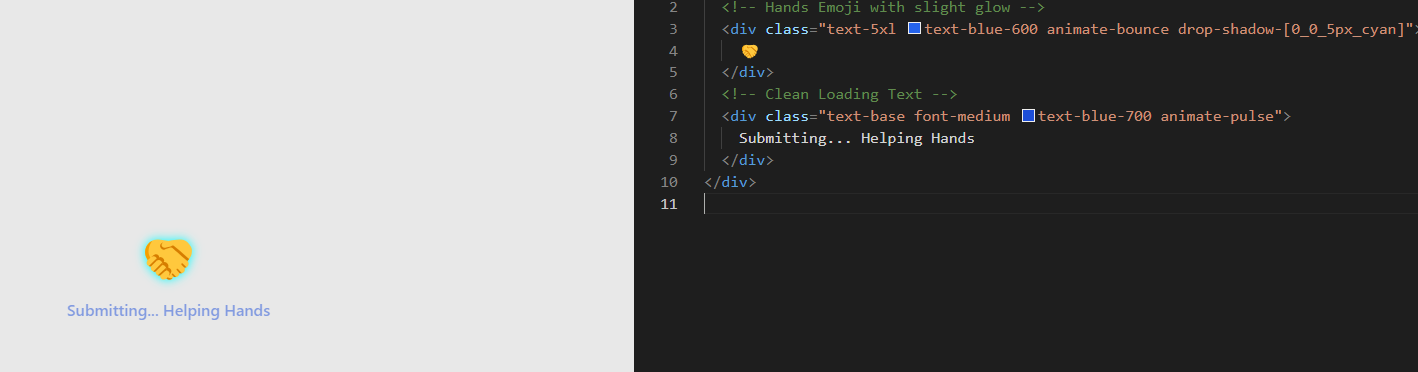 Submitting... Helping Hands
2 <!-- Hands Emoji with slight glow -->
3 <div class="text-5xl text-blue-600 animate-bounce drop-shadow-[0_0_5px_cyan]">
4 🤝
5 </div>
6 <!-- Clean Loading Text -->
7 <div class="text-base font-medium text-blue-700 animate-pulse">
8 Submitting... Helping Hands
9 </div>
10 </div>
11